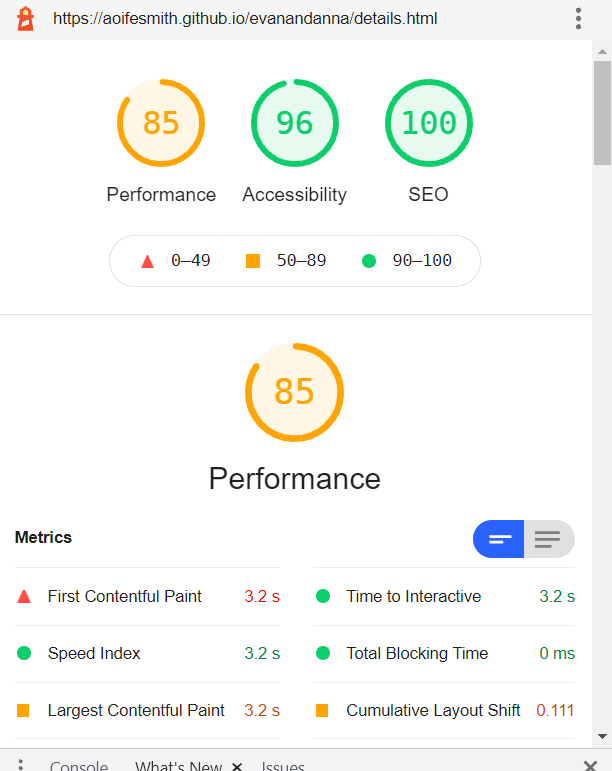 https://aoifesmith.github.io/evanandanna/details.html
85 96 100
Performance Accessibility SEO
0–49 50–89 90–100
85
Performance
Metrics
First Contentful Paint 3.2 s Time to Interactive 3.2 s
Speed Index 3.2 s Total Blocking Time 0 ms
Largest Contentful Paint 3.2 s Cumulative Layout Shift 0.111
Console What's New Issues